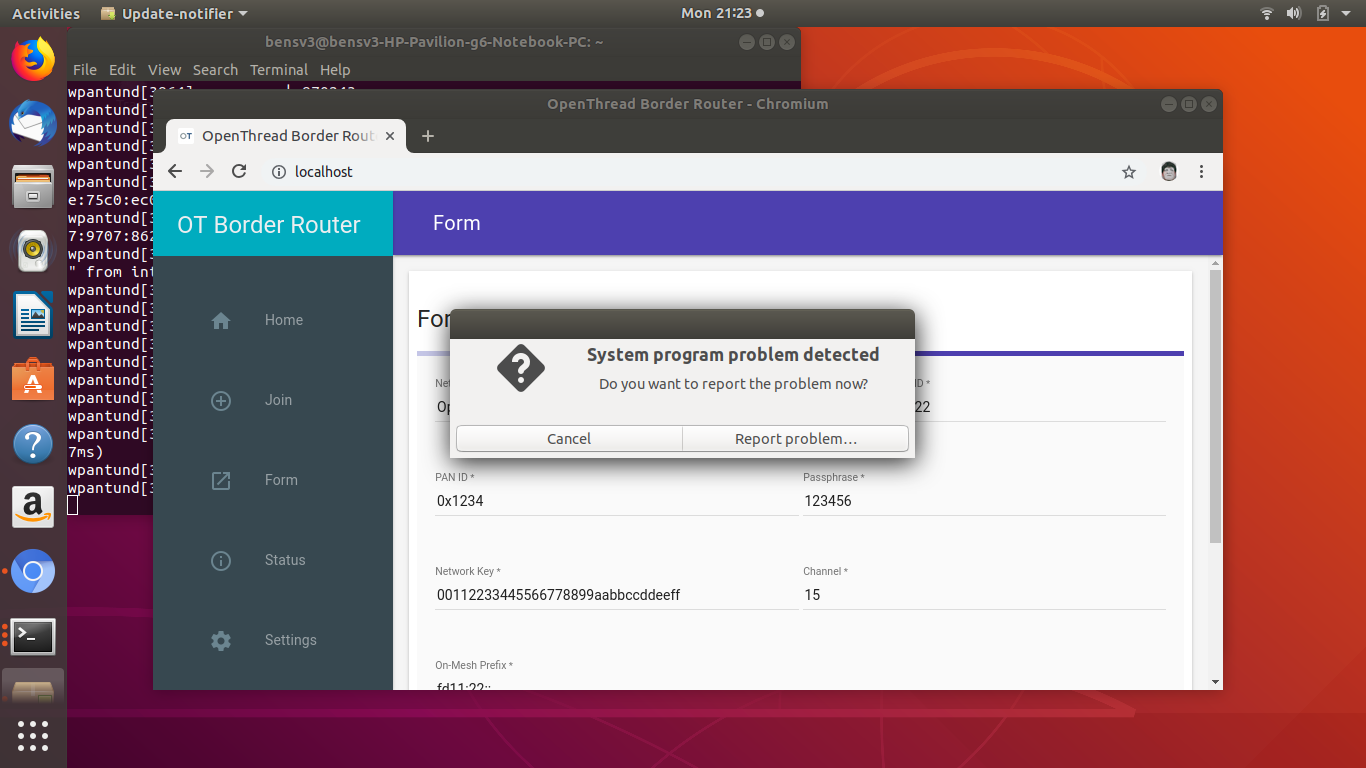 Activities Update-notifier Mon 21:23
bensv3@bensv3-HP-Pavilion-g6-Notebook-PC: ~
File Edit View Search Terminal Help
wpantund[
wpantund[3
wpantund[3
wpantund[3
wpantund[3
wpantund[3
e:75c0:ec0
wpantund[3
7:9707:862
wpantund[3
" from int
wpantund[3
wpantund[3
wpantund[3
wpantund[3
wpantund[3
wpantund[3
wpantund[3
wpantund[3
wpantund[3
7ms)
wpantund[3
wpantund[3
OpenThread Border Router - Chromium
OT OpenThread Border Rout
localhost
OT Border Router
Form
Home
Join
Form
Status
Settings
For
System program problem detected
Do you want to report the problem now?
Cancel Report problem...
Net
ID *
Op
22
PAN ID * Passphrase *
0x1234 123456
Network Key * Channel *
00112233445566778899aabbccddeeff 15
On-Mesh Prefix *
fd11:22::